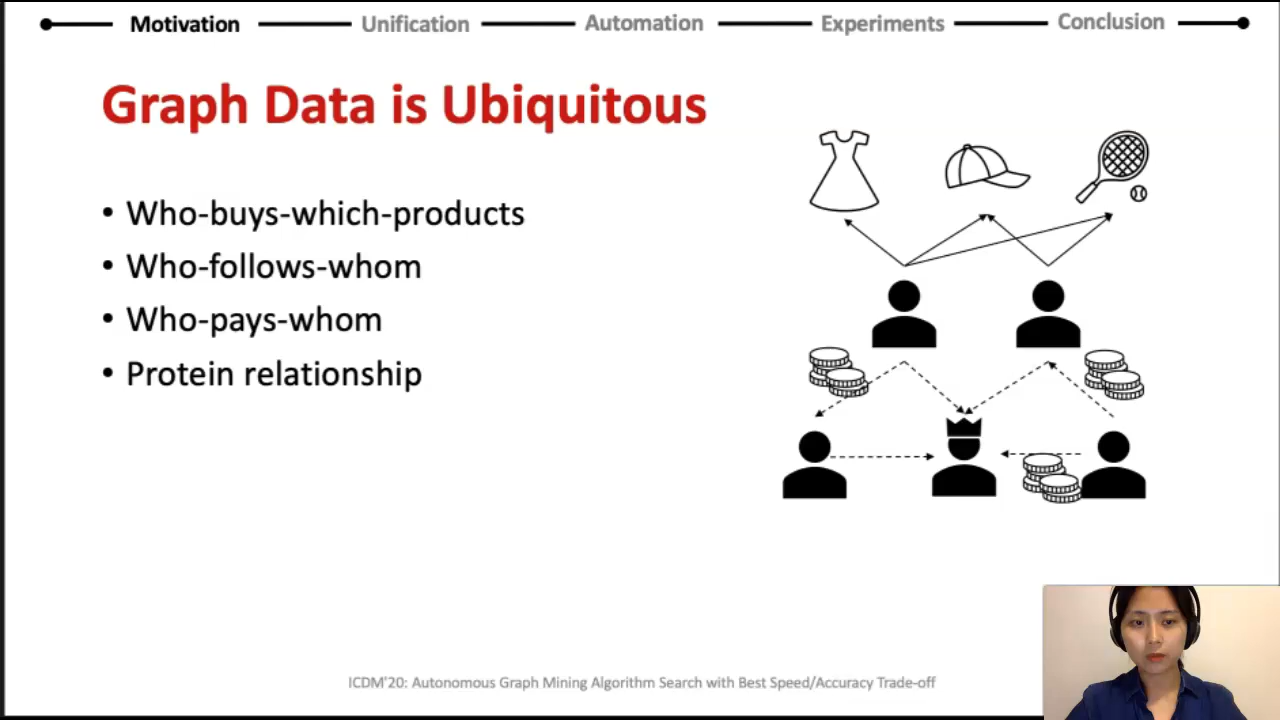 Motivation Unification Automation Experiments Conclusion
Graph Data is Ubiquitous
• Who-buys-which-products
• Who-follows-whom
• Who-pays-whom
• Protein relationship
ICDM'20: Autonomous Graph Mining Algorithm Search with Best Speed/Accuracy Trade-off